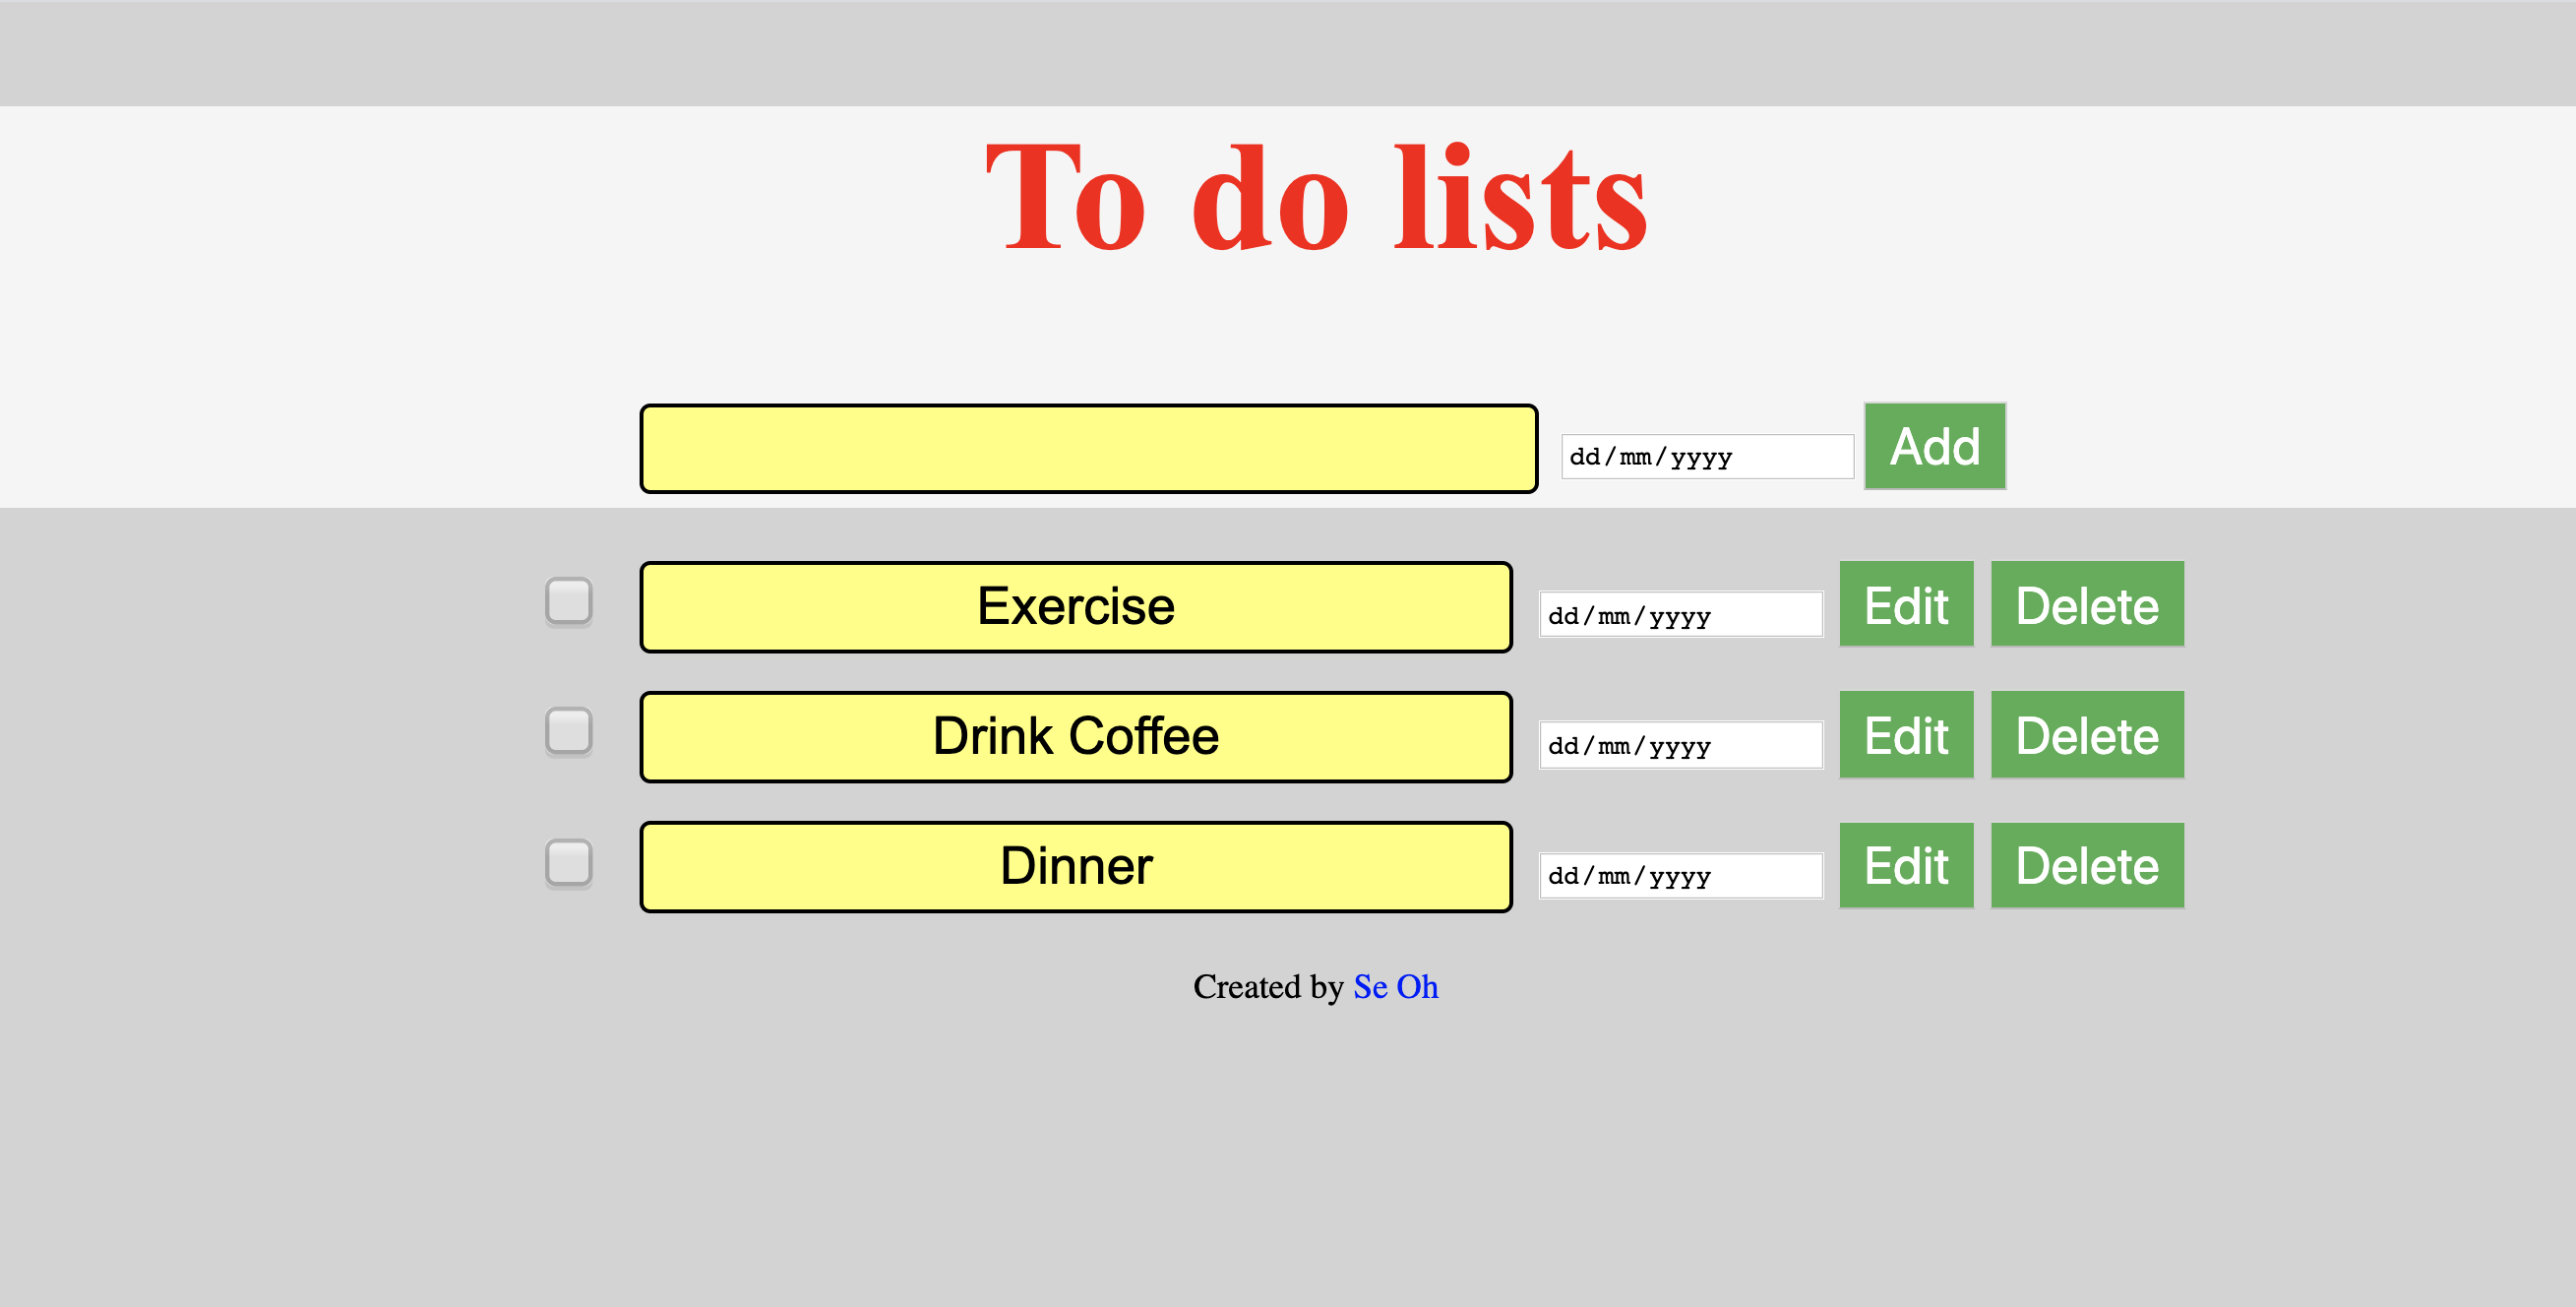 To do lists
dd/mm/yyyy Add
Exercise dd/mm/yyyy Edit Delete
Drink Coffee dd/mm/yyyy Edit Delete
Dinner dd/mm/yyyy Edit Delete
Created by Se Oh